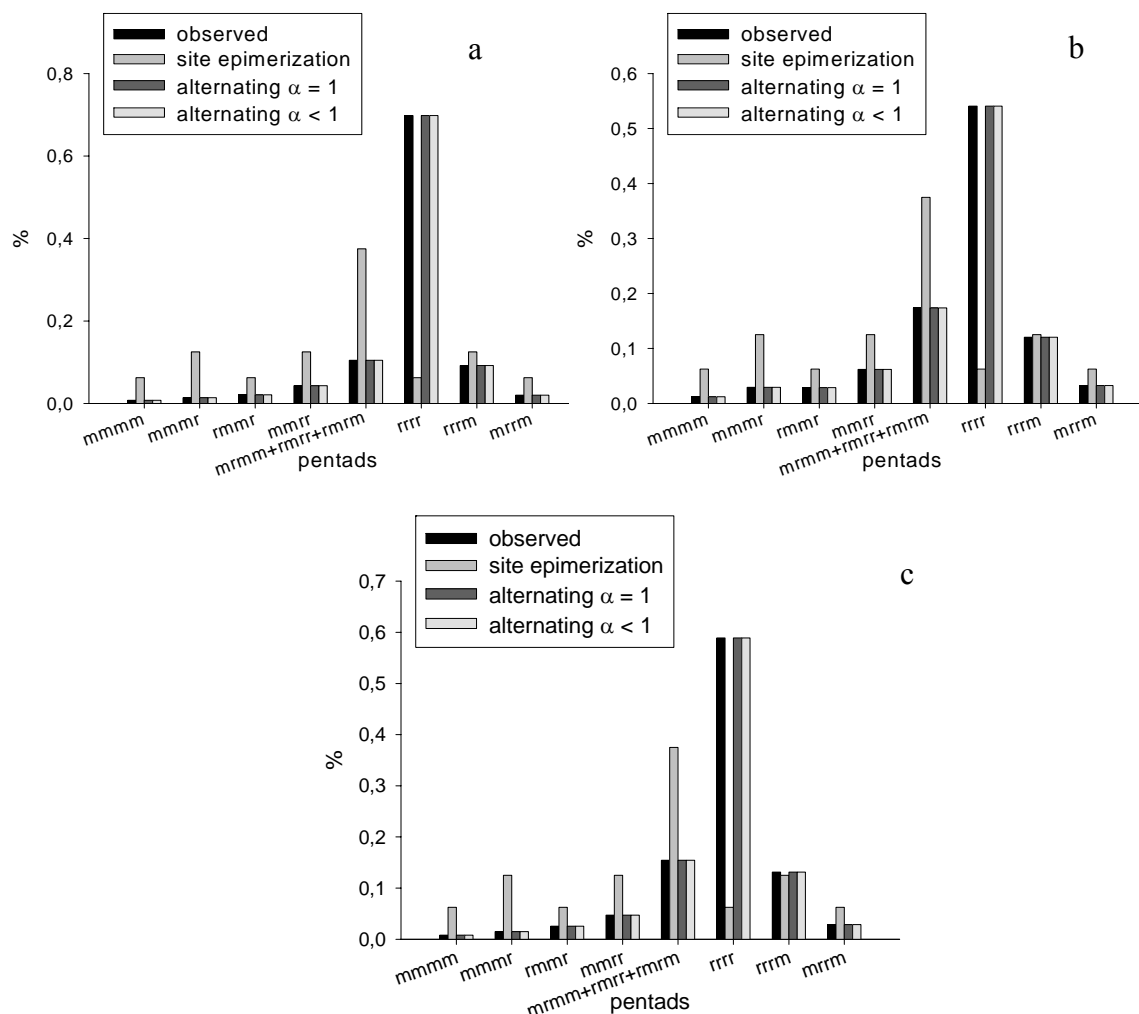 a
observed
site epimerization
alternating α = 1
alternating α < 1
0,8
0,6
0,4
0,2
0,0
%
mmmm
mmmr
rmmr
mmrr
mrmm+rmrr+rmrm
rrrr
rrrm
mrrm
pentads
b
observed
site epimerization
alternating α = 1
alternating α < 1
0,6
0,5
0,4
0,3
0,2
0,1
0,0
%
mmmm
mmmr
rmmr
mmrr
mrmm+rmrr+rmrm
rrrr
rrrm
mrrm
pentads
c
observed
site epimerization
alternating α = 1
alternating α < 1
0,7
0,6
0,5
0,4
0,3
0,2
0,1
0,0
%
mmmm
mmmr
rmmr
mmrr
mrmm+rmrr+rmrm
rrrr
rrrm
mrrm
pentads